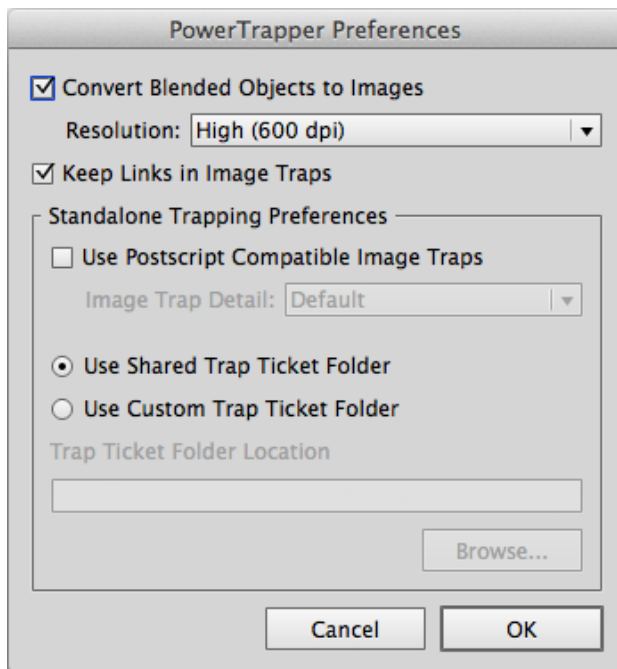 PowerTrapper Preferences
Convert Blended Objects to Images
Resolution: High (600 dpi)
Keep Links in Image Traps
Standalone Trapping Preferences
Use Postscript Compatible Image Traps
Image Trap Detail: Default
Use Shared Trap Ticket Folder
Use Custom Trap Ticket Folder
Trap Ticket Folder Location
Browse...
Cancel OK